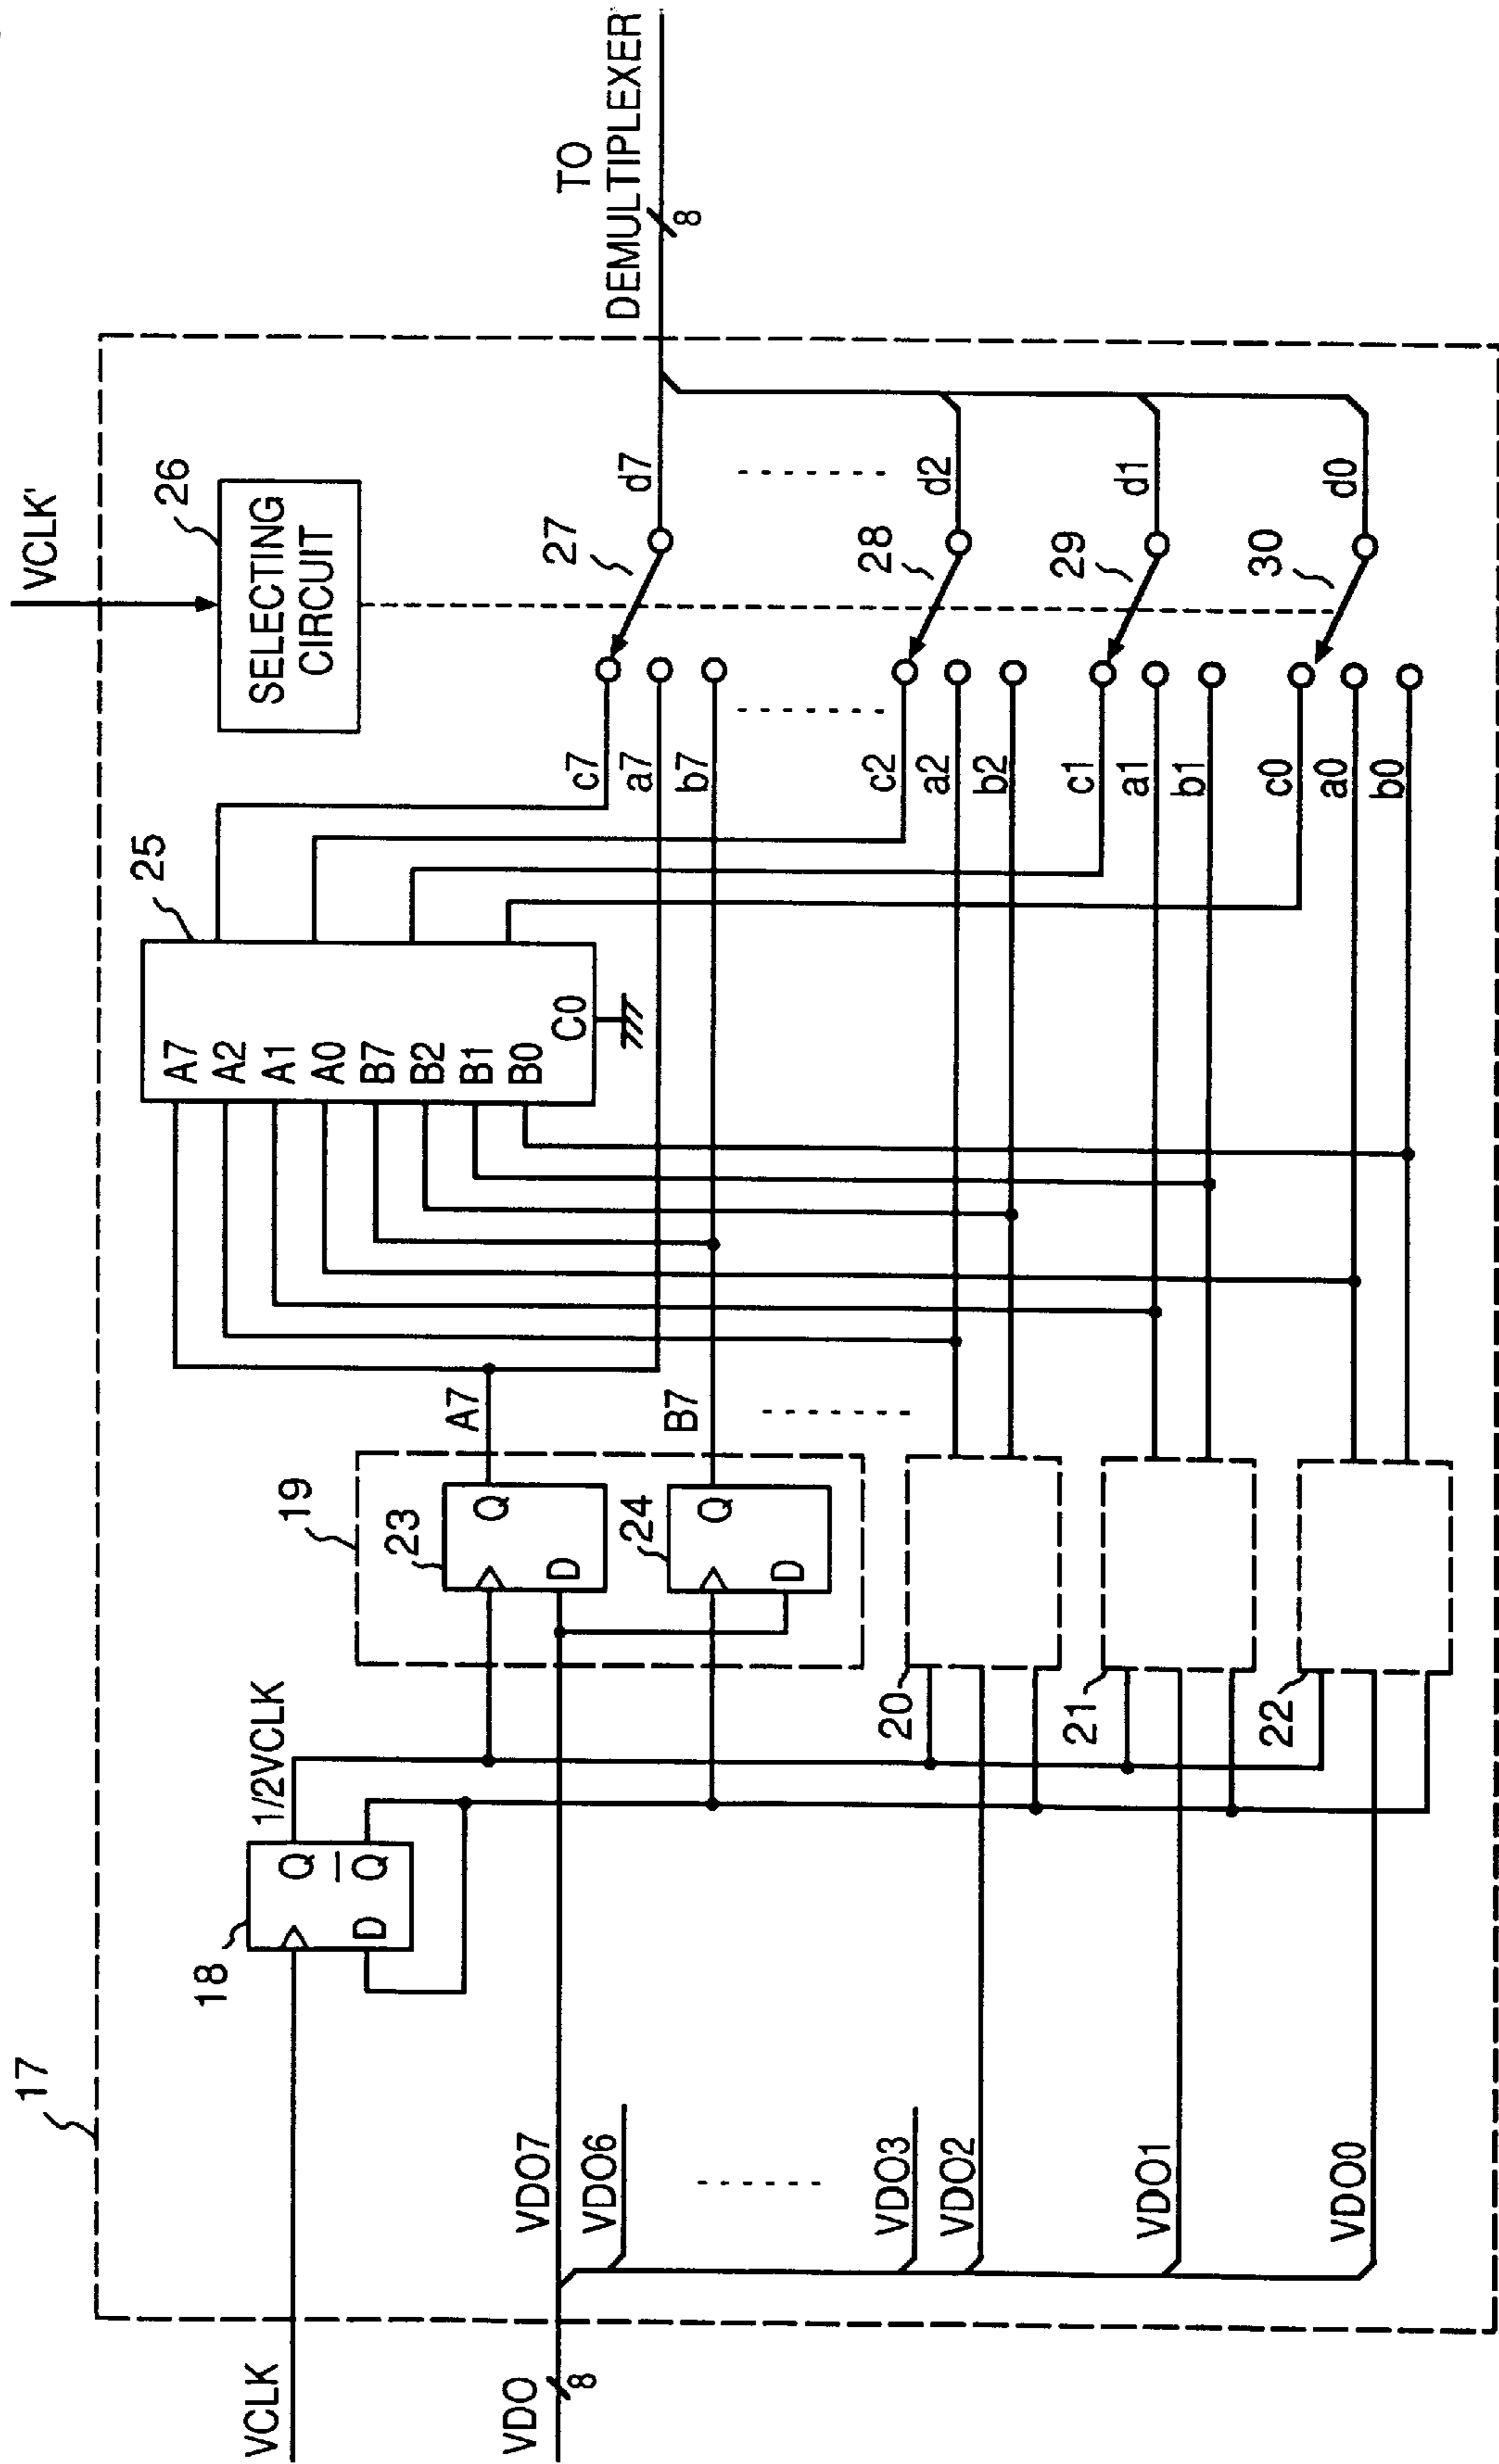 17
VCLK
VDO
8
VDO7
VDO6
VDO3
VDO2
VDO1
VDO0
18
Q
Q
D
1/2VCLK
19
23
Q
D
24
Q
D
20
21
22
A7
B7
25
A7
A2
A1
A0
B7
B2
B1
B0
C0
VCLK'
26
SELECTING
CIRCUIT
c7
a7
b7
c2
a2
b2
c1
a1
b1
c0
a0
b0
27
28
29
30
d7
d2
d1
d0
TO
DEMULTIPLEXER
8